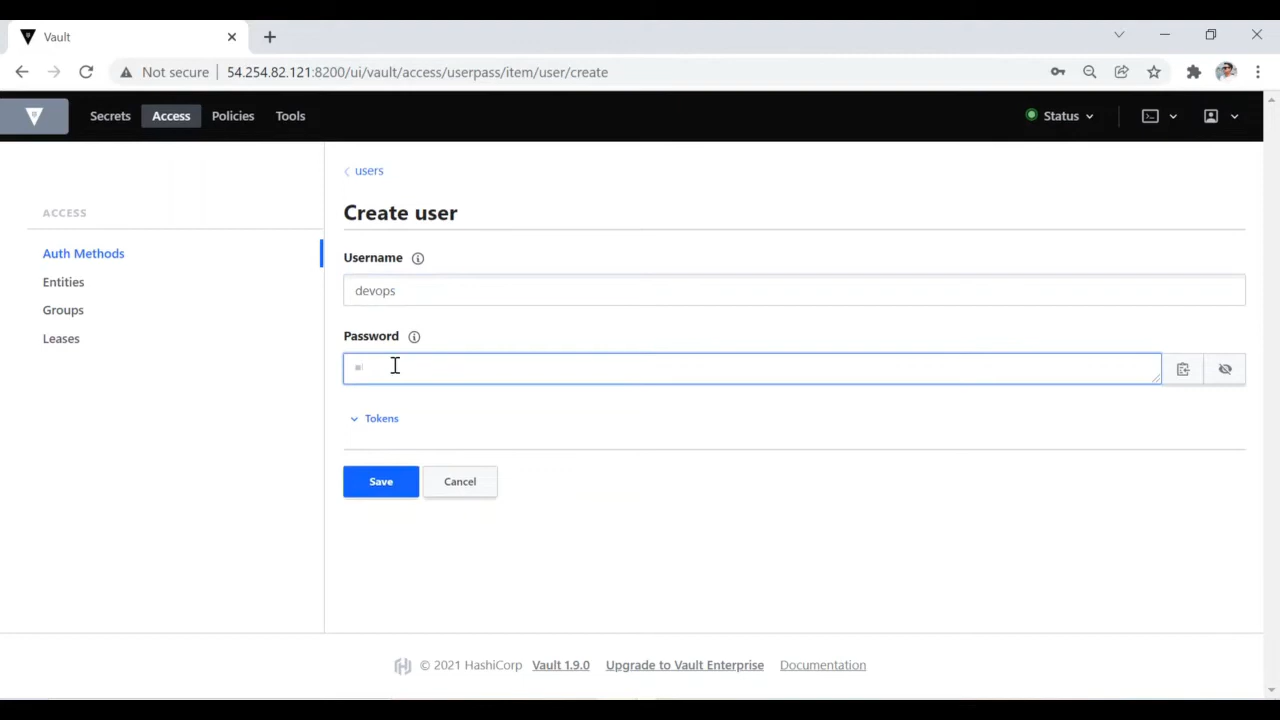 Vault
Not secure 54.254.82.121:8200/ui/vault/access/userpass/item/user/create
Secrets Access Policies Tools Status
users
ACCESS
Create user
Auth Methods
Username
Entities
devops
Groups
Password
Leases
Tokens
Save Cancel
© 2021 HashiCorp Vault 1.9.0 Upgrade to Vault Enterprise Documentation